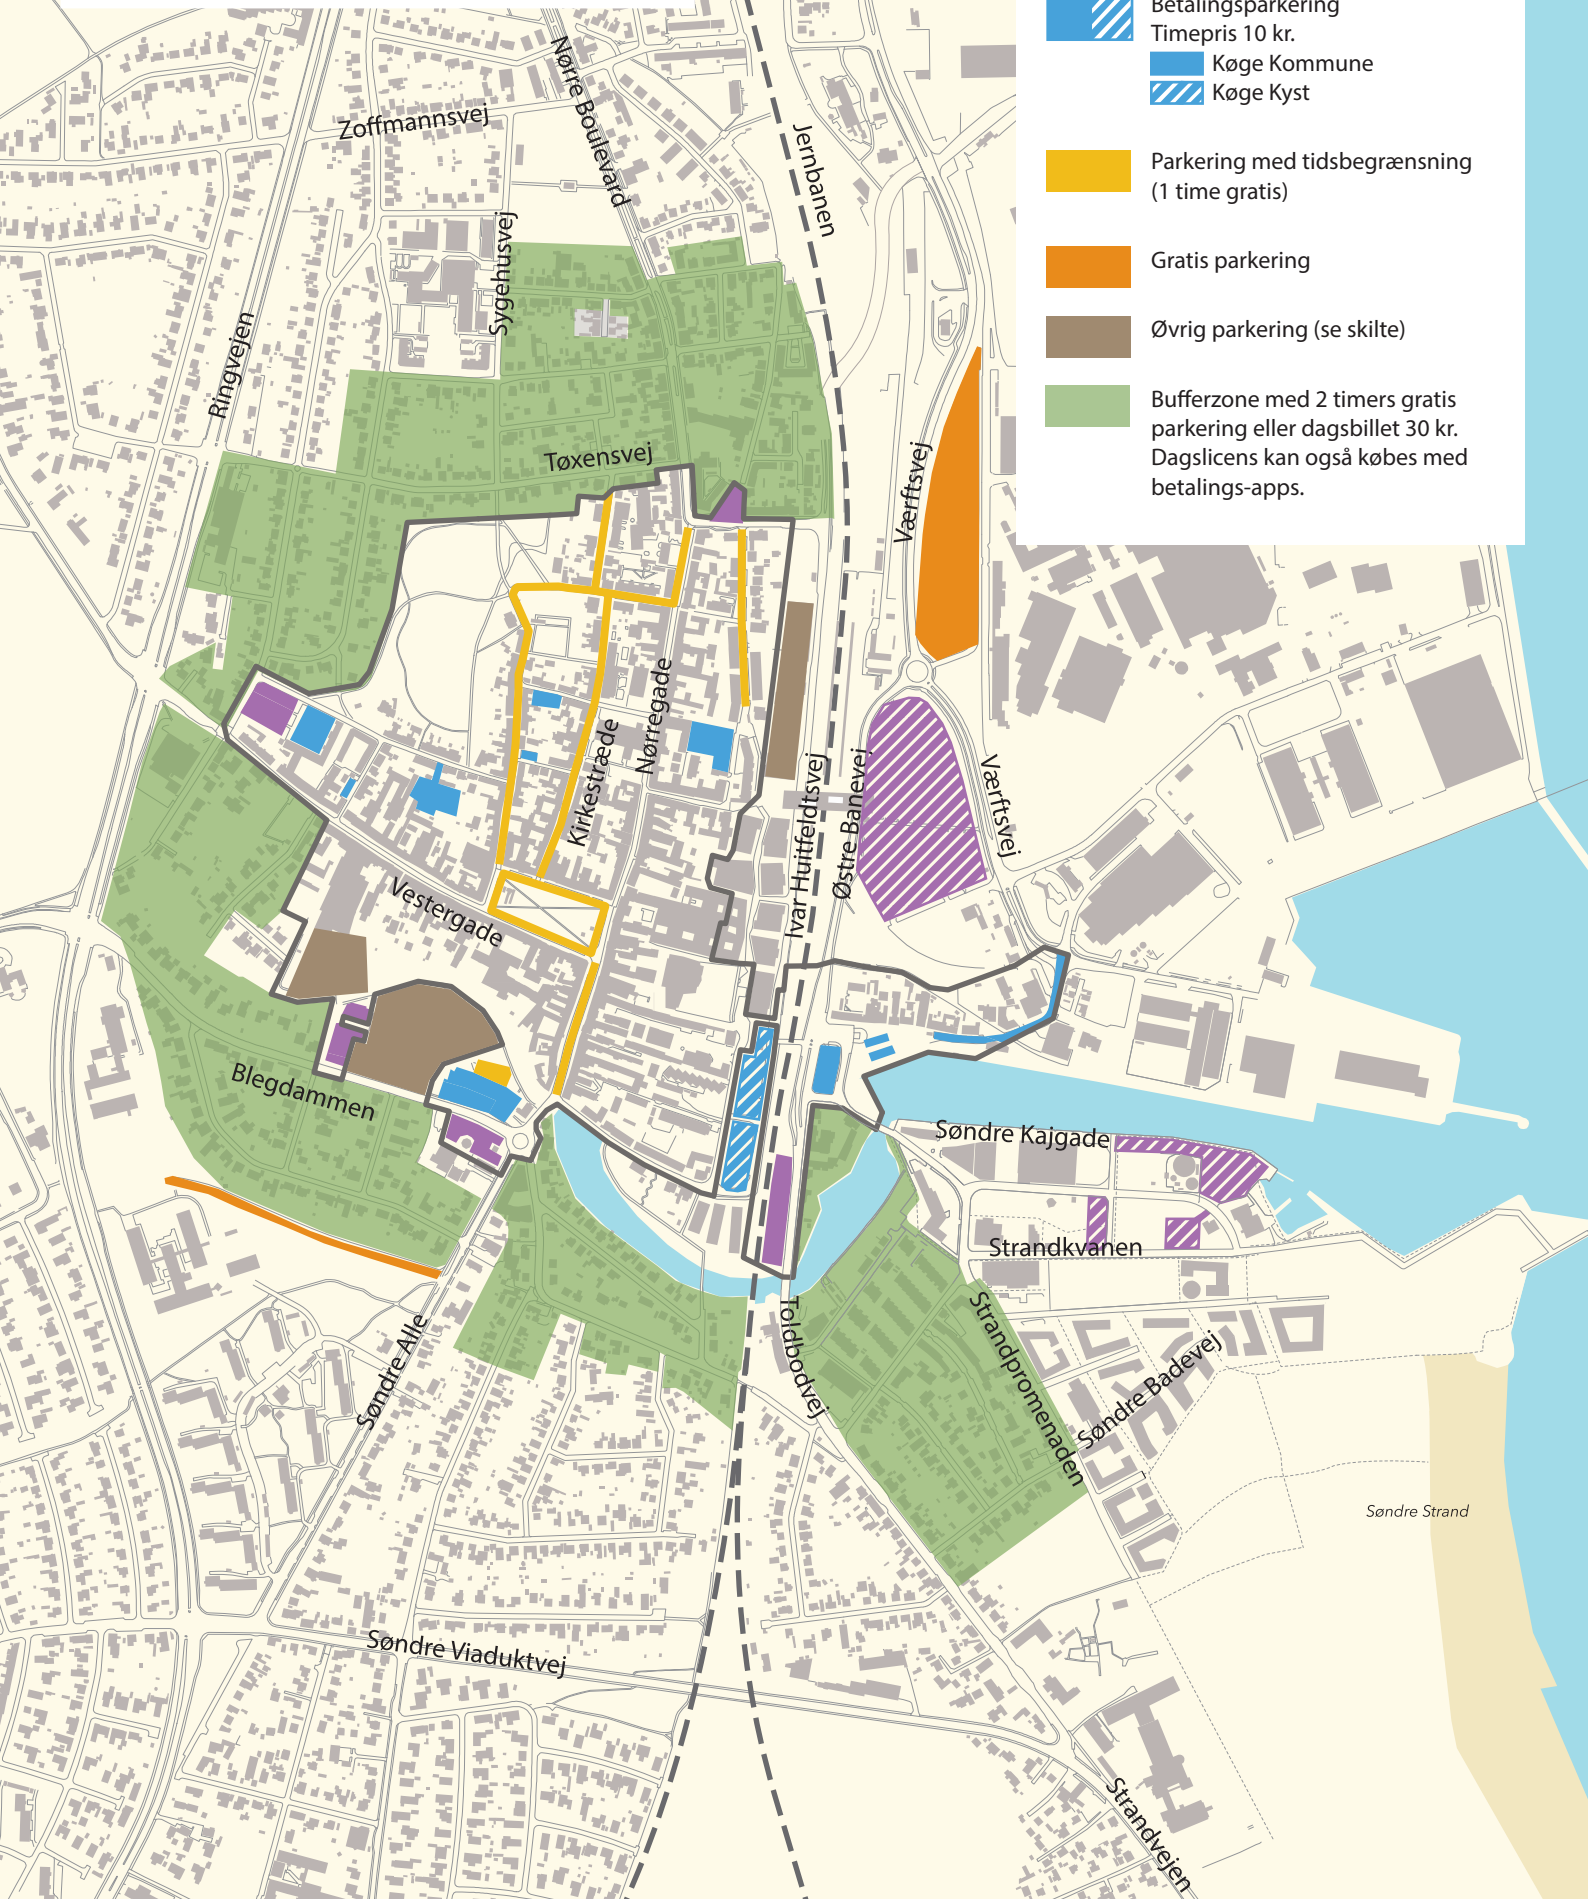 Betalingsparkering
Timepris 10 kr.
Køge Kommune
Køge Kyst
Parkering med tidsbegrænsning
(1 time gratis)
Gratis parkering
Øvrig parkering (se skilte)
Bufferzone med 2 timers gratis
parkering eller dagsbillet 30 kr.
Dagslicens kan også købes med
betalings-apps.
Nørre Boulevard
Zoffmannsvej
Jernbanen
Sygehusvej
Ringvejen
Tøxensvej
Værftsvej
Nørregade
Kirkestræde
Ivar Huitfeldtsvej
Østre Banevej
Værftsvej
Vestergade
Blegdammen
Søndre Kajgade
Strandkvanen
Søndre Alle
Toldbodvej
Strandpromenaden
Søndre Badevej
Søndre Strand
Søndre Viaduktvej
Strandvejen